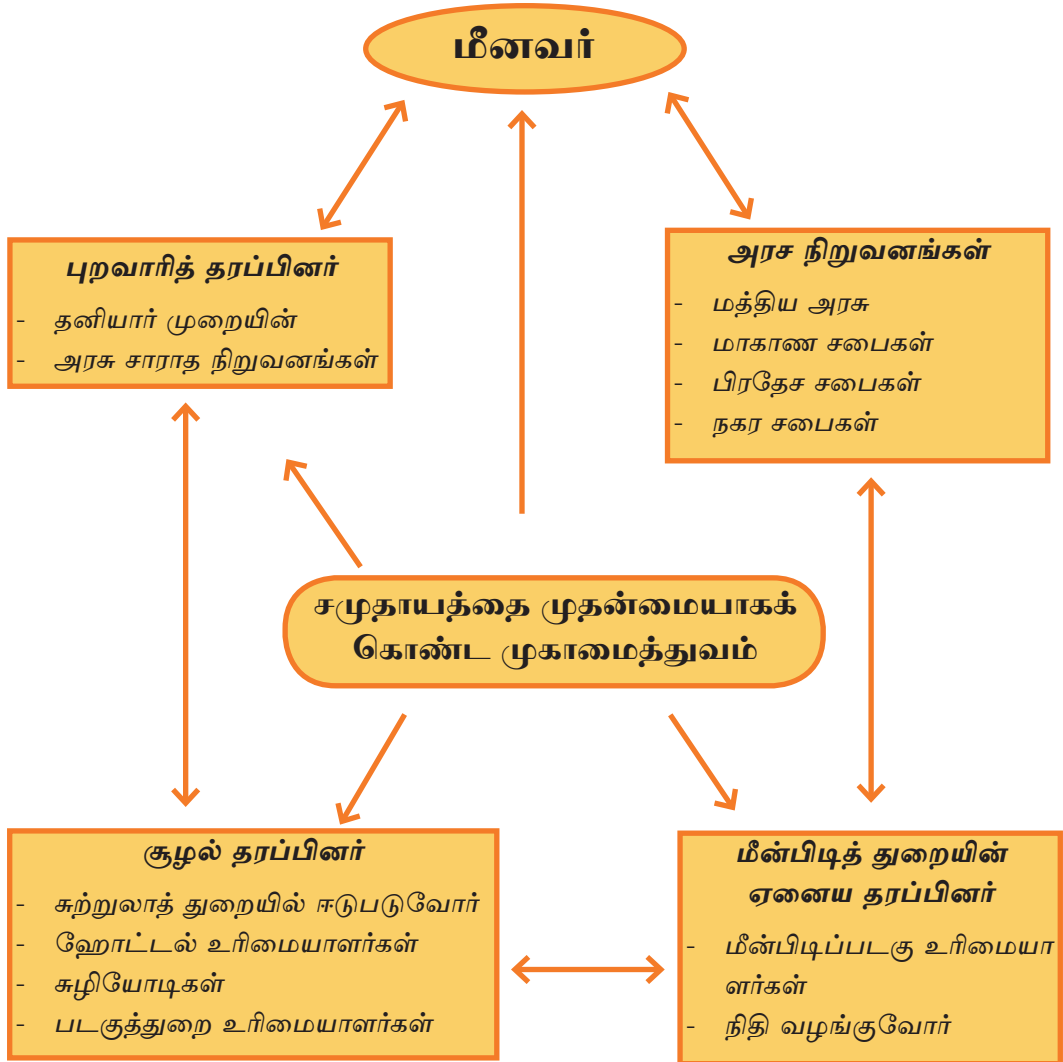 மீனவர்
புறவாரித் தரப்பினர்
- தனியார் முறையின்
- அரசு சாராத நிறுவனங்கள்
அரச நிறுவனங்கள்
- மத்திய அரசு
- மாகாண சபைகள்
- பிரதேச சபைகள்
- நகர சபைகள்
சமுதாயத்தை முதன்மையாகக்
கொண்ட முகாமைத்துவம்
சூழல் தரப்பினர்
- சுற்றுலாத் துறையில் ஈடுபடுவோர்
- ஹோட்டல் உரிமையாளர்கள்
- சுழியோடிகள்
- படகுத்துறை உரிமையாளர்கள்
மீன்பிடித் துறையின்
ஏனைய தரப்பினர்
- மீன்பிடிப்படகு உரிமையா
ளர்கள்
- நிதி வழங்குவோர்